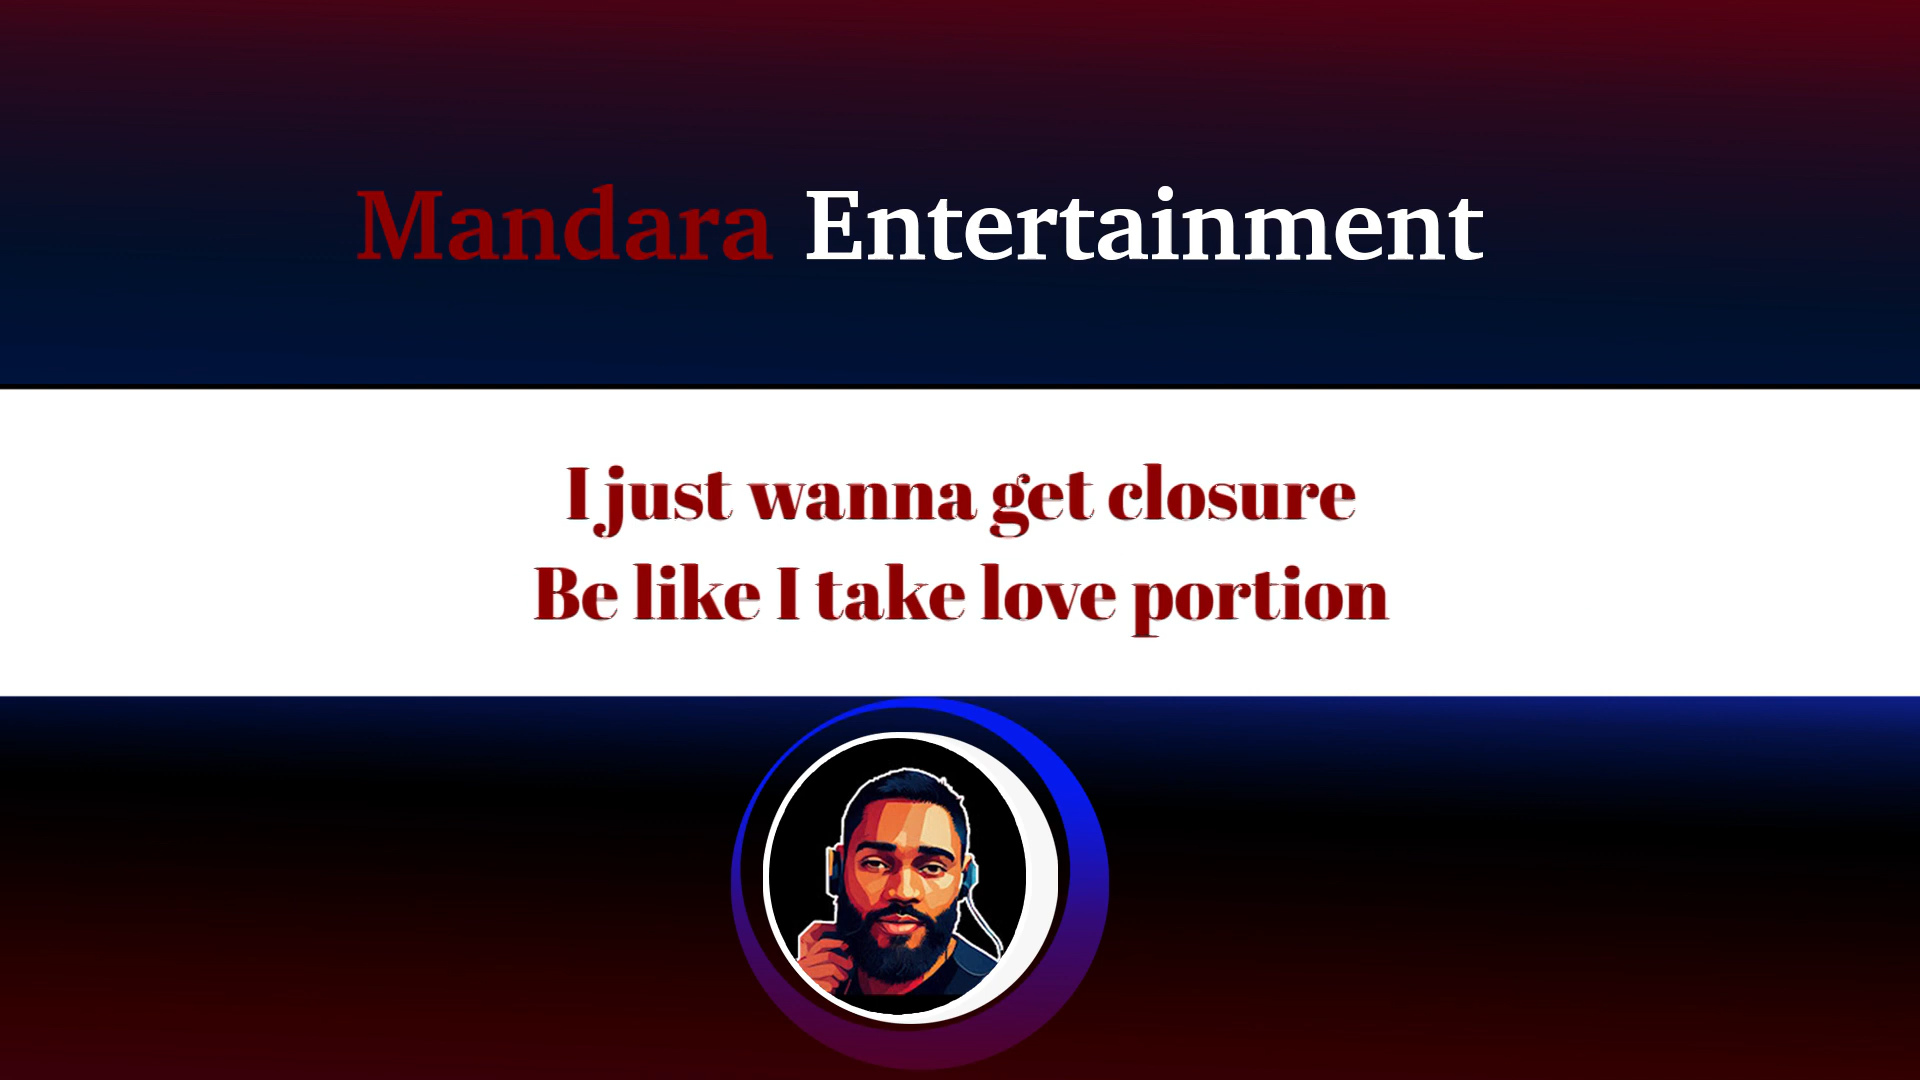 Mandara Entertainment
I just wanna get closure
Be like I take love portion